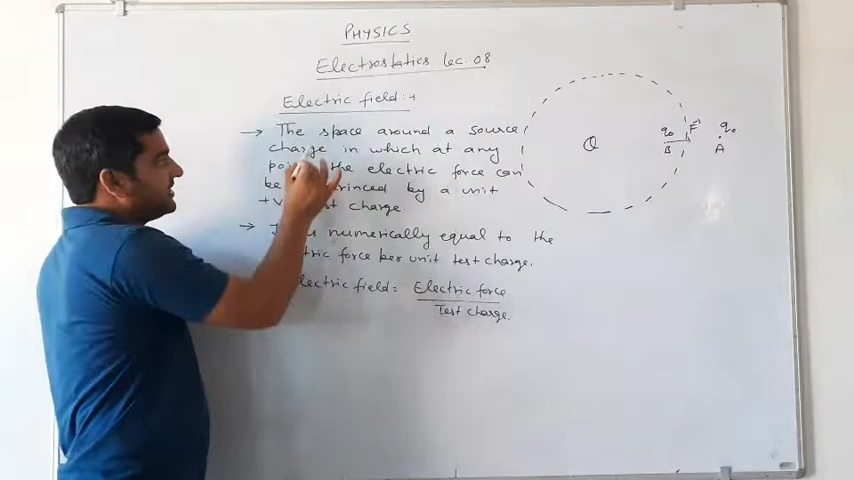 PHYSICS
Electrostatics lec. 08
Electric field :→
→ The space around a source
charge in which at any
the electric force can
by a unit
charge.
→ numerically equal to the
force per unit test charge.
Electric field = Electric force
Test charge.
Q
q₀
B
F
q₀
A